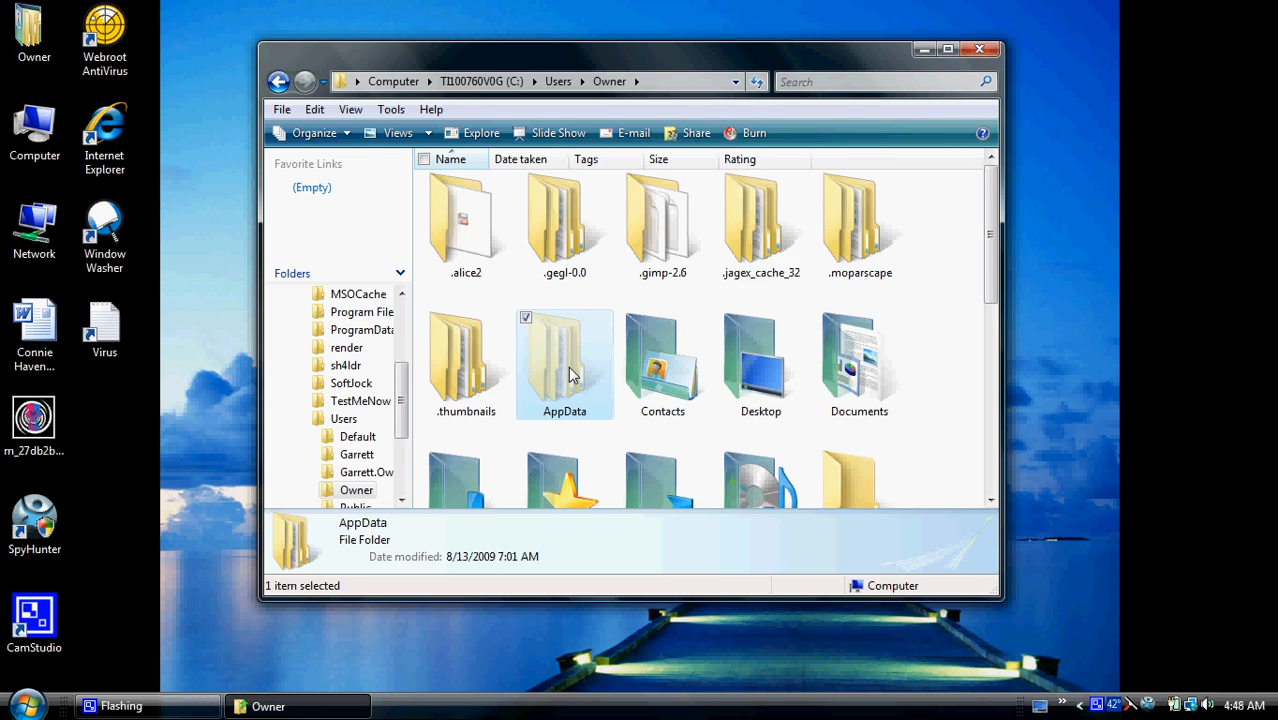 Owner
Webroot
AntiVirus
Computer
Internet
Explorer
Network
Window
Washer
Connie
Haven...
Virus
m_27db2b...
SpyHunter
CamStudio
Computer
TI100760V0G (C:)
Users
Owner
Search
File
Edit
View
Tools
Help
Organize
Views
Explore
Slide Show
E-mail
Share
Burn
Favorite Links
(Empty)
Folders
MSOCache
Program File
ProgramData
render
sh4ldr
SoftJock
TestMeNow
Users
Default
Garrett
Garrett.Ow
Owner
Public
Name
Date taken
Tags
Size
Rating
.alice2
.gegl-0.0
.gimp-2.6
.jagex_cache_32
.moparscape
.thumbnails
AppData
Contacts
Desktop
Documents
AppData
File Folder
Date modified: 8/13/2009 7:01 AM
1 item selected
Computer
Flashing
Owner
42°
4:48 AM